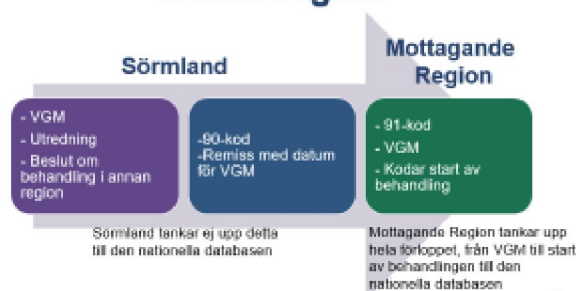 Sörmland
Mottagande
Region
- VGM
- Utredning
- Beslut om
behandling i annan
region
-90-kod
-Remiss med datum
för VGM
- 91-kod
- VGM
- Kodar start av
behandling
Sörmland tankar ej upp detta
till den nationella databasen
Mottagande Region tankar upp
hela förloppet, från VGM till start
av behandlingen till den
nationella databasen